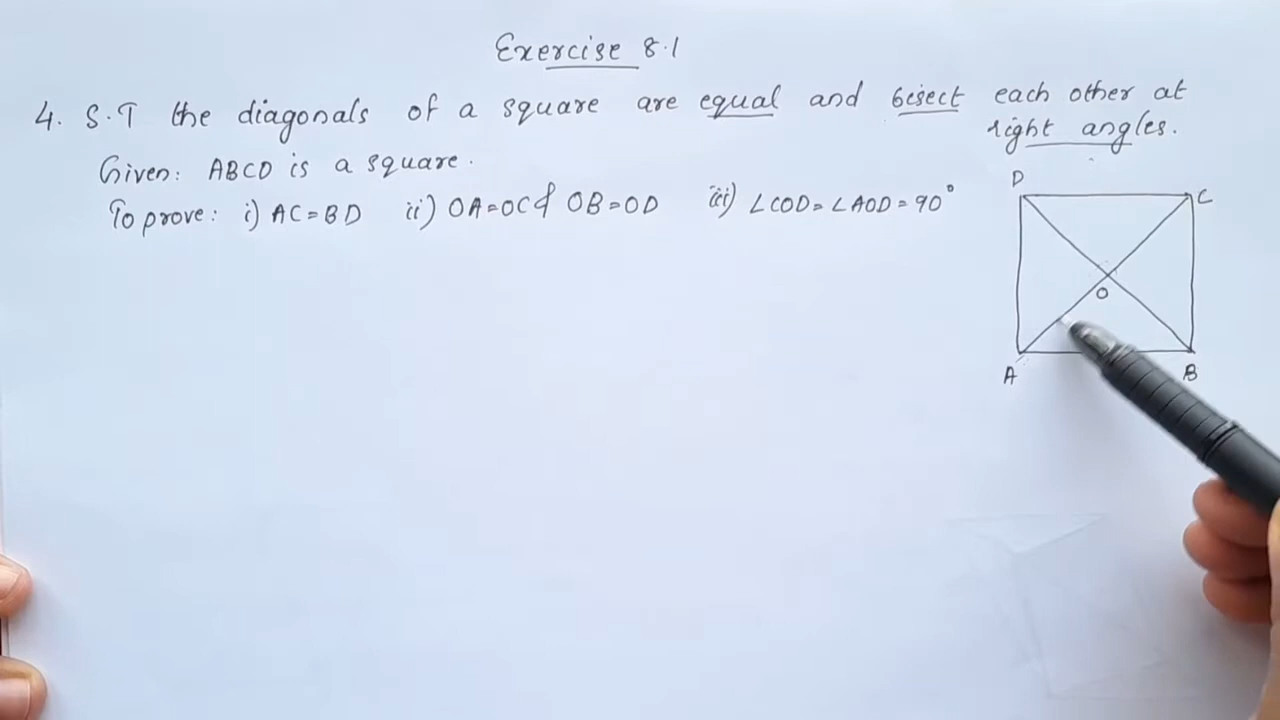 Exercise 8.1
4. S.T the diagonals of a square are equal and bisect each other at
right angles.
Given: ABCD is a square.
To prove: i) AC=BD ii) OA=OC & OB=OD iii) ∠COD=∠AOD=90°
D
C
O
A
B